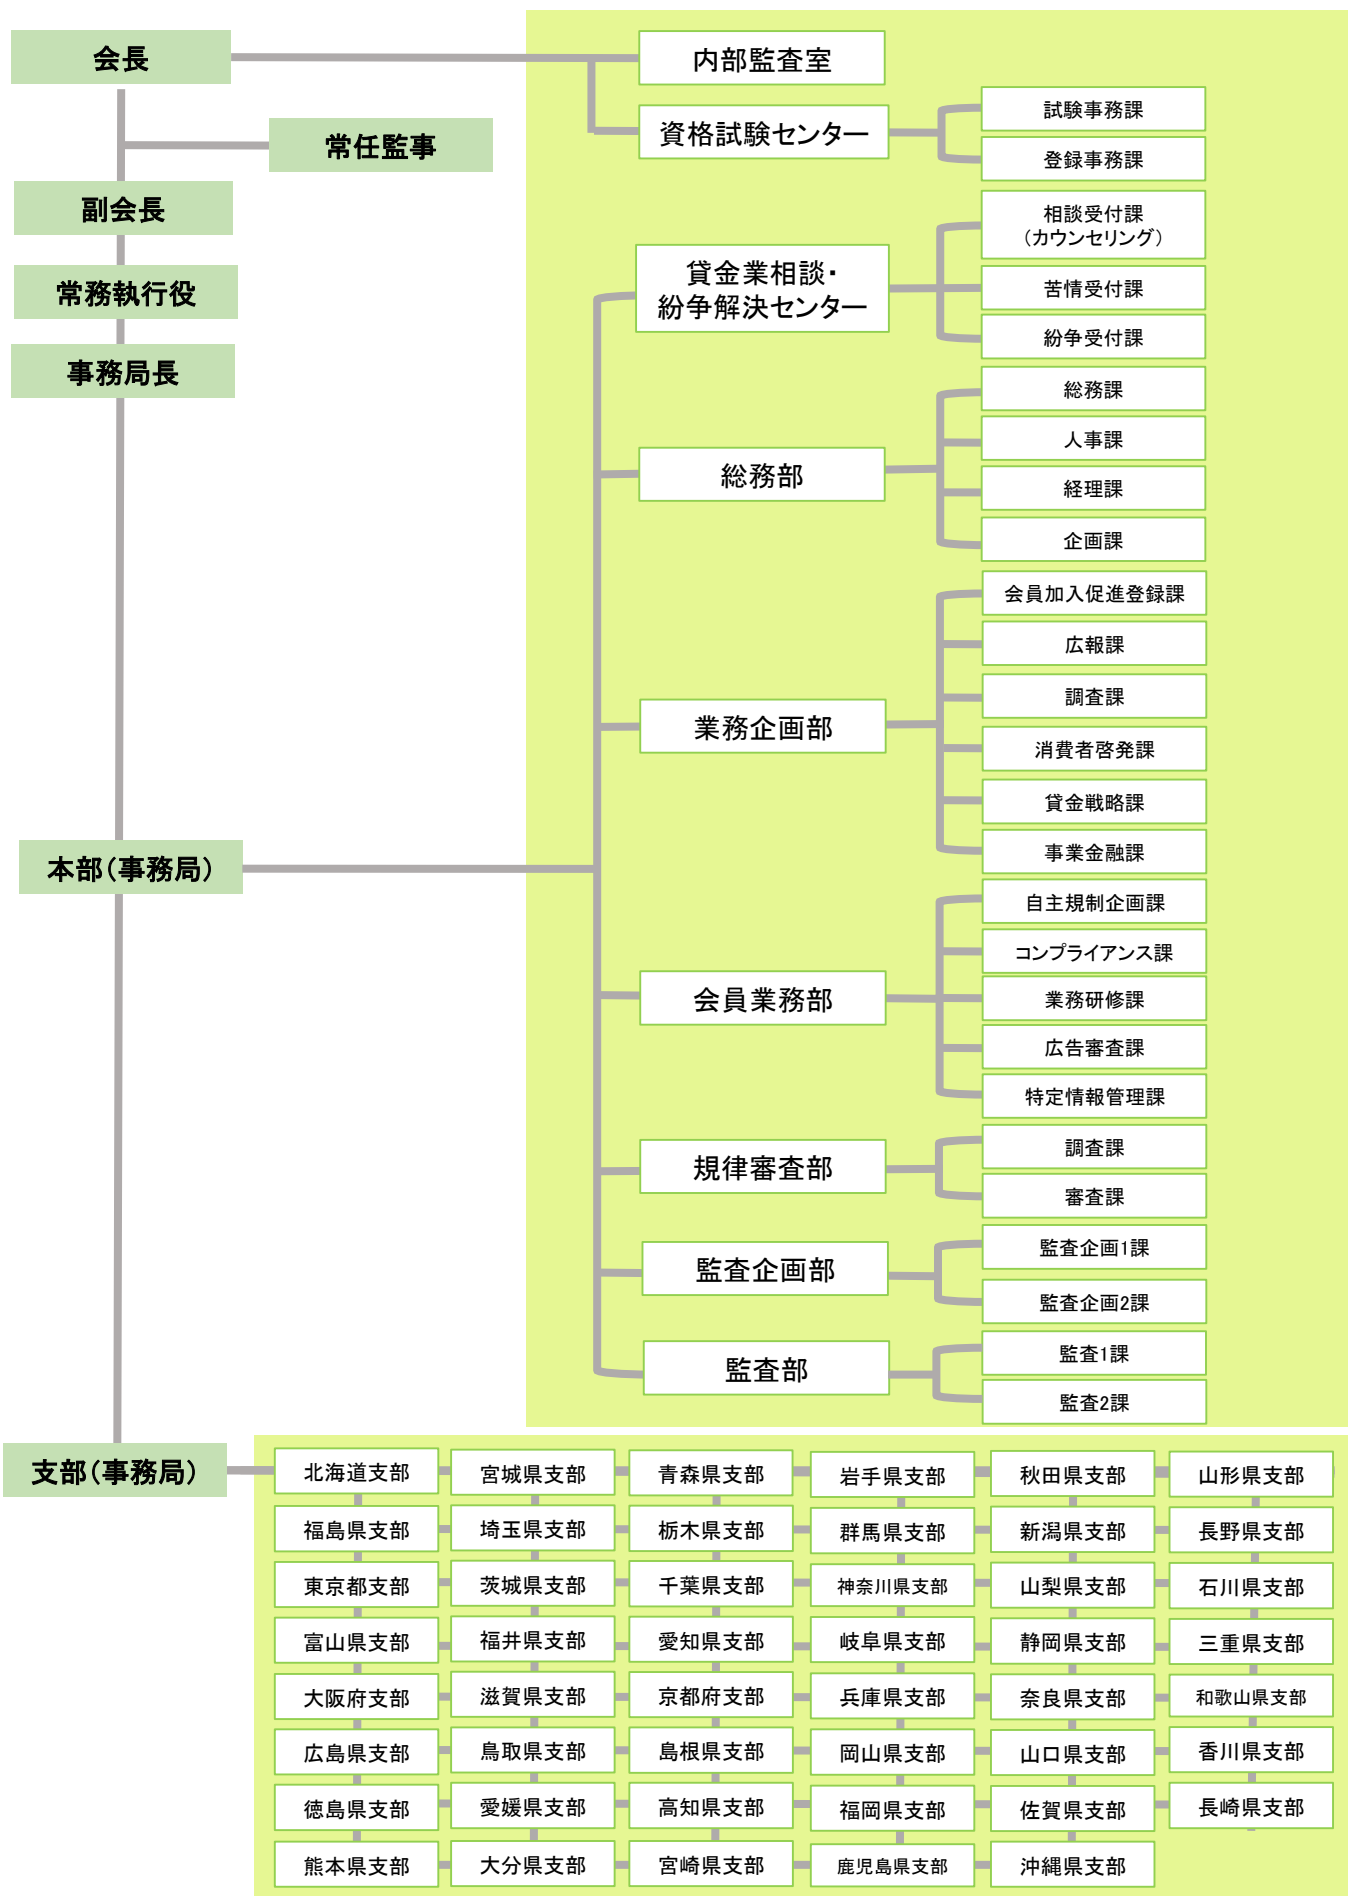 会長
常任監事
副会長
常務執行役
事務局長
本部（事務局）
支部（事務局）
内部監査室
資格試験センター
試験事務課
登録事務課
貸金業相談・
紛争解決センター
相談受付課
（カウンセリング）
苦情受付課
紛争受付課
総務部
総務課
人事課
経理課
企画課
業務企画部
会員加入促進登録課
広報課
調査課
消費者啓発課
貸金戦略課
事業金融課
会員業務部
自主規制企画課
コンプライアンス課
業務研修課
広告審査課
特定情報管理課
規律審査部
調査課
審査課
監査企画部
監査企画1課
監査企画2課
監査部
監査1課
監査2課
北海道支部 宮城県支部 青森県支部 岩手県支部 秋田県支部 山形県支部
福島県支部 埼玉県支部 栃木県支部 群馬県支部 新潟県支部 長野県支部
東京都支部 茨城県支部 千葉県支部 神奈川県支部 山梨県支部 石川県支部
富山県支部 福井県支部 愛知県支部 岐阜県支部 静岡県支部 三重県支部
大阪府支部 滋賀県支部 京都府支部 兵庫県支部 奈良県支部 和歌山県支部
広島県支部 鳥取県支部 島根県支部 岡山県支部 山口県支部 香川県支部
徳島県支部 愛媛県支部 高知県支部 福岡県支部 佐賀県支部 長崎県支部
熊本県支部 大分県支部 宮崎県支部 鹿児島県支部 沖縄県支部